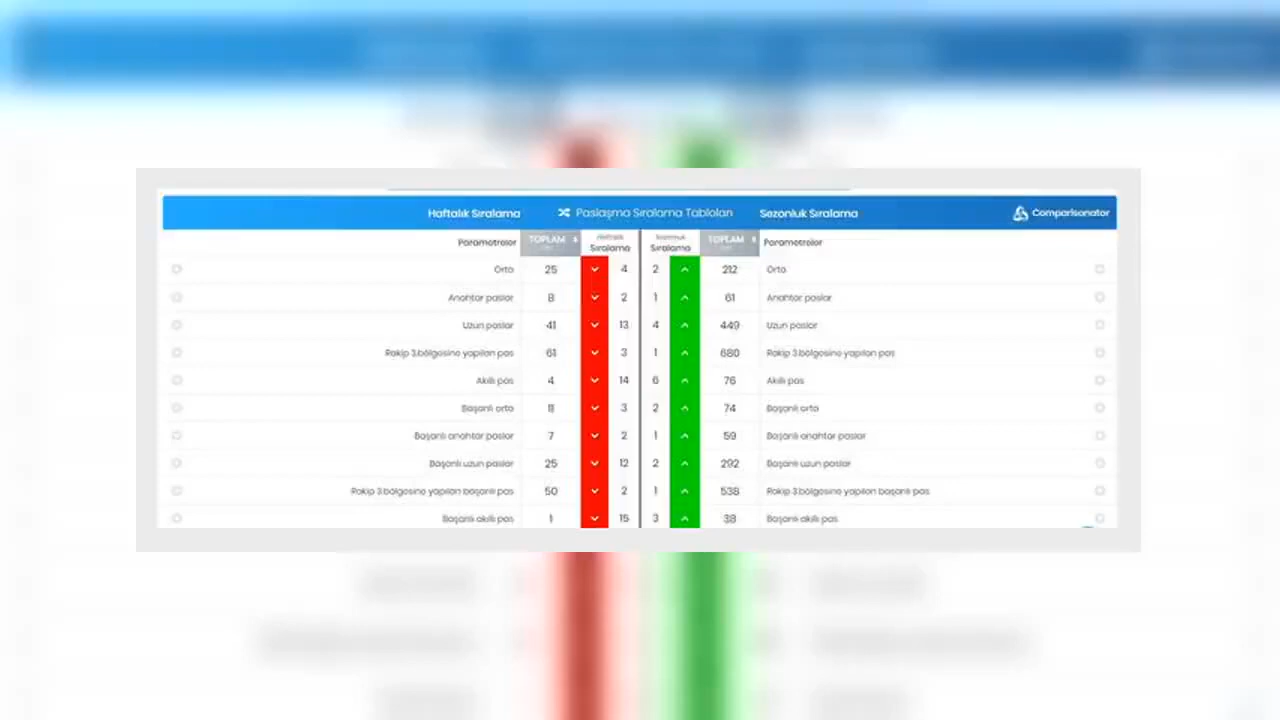 Haftalık Sıralama Paslaşma Sıralama Tabloları Sezonluk Sıralama Comparisonator
Parametreler TOPLAM Haftalık Sıralama Sezonluk Sıralama TOPLAM Parametreler
Orta 25 4 2 212 Orta
Anahtar paslar 8 2 1 61 Anahtar paslar
Uzun paslar 41 13 4 449 Uzun paslar
Rakip 3.bölgesine yapılan pas 61 3 1 680 Rakip 3.bölgesine yapılan pas
Akıllı pas 4 14 6 76 Akıllı pas
Başarılı orta 11 3 2 74 Başarılı orta
Başarılı anahtar paslar 7 2 1 59 Başarılı anahtar paslar
Başarılı uzun paslar 25 12 2 292 Başarılı uzun paslar
Rakip 3.bölgesine yapılan başarılı pas 50 2 1 538 Rakip 3.bölgesine yapılan başarılı pas
Başarılı akıllı pas 1 15 3 38 Başarılı akıllı pas